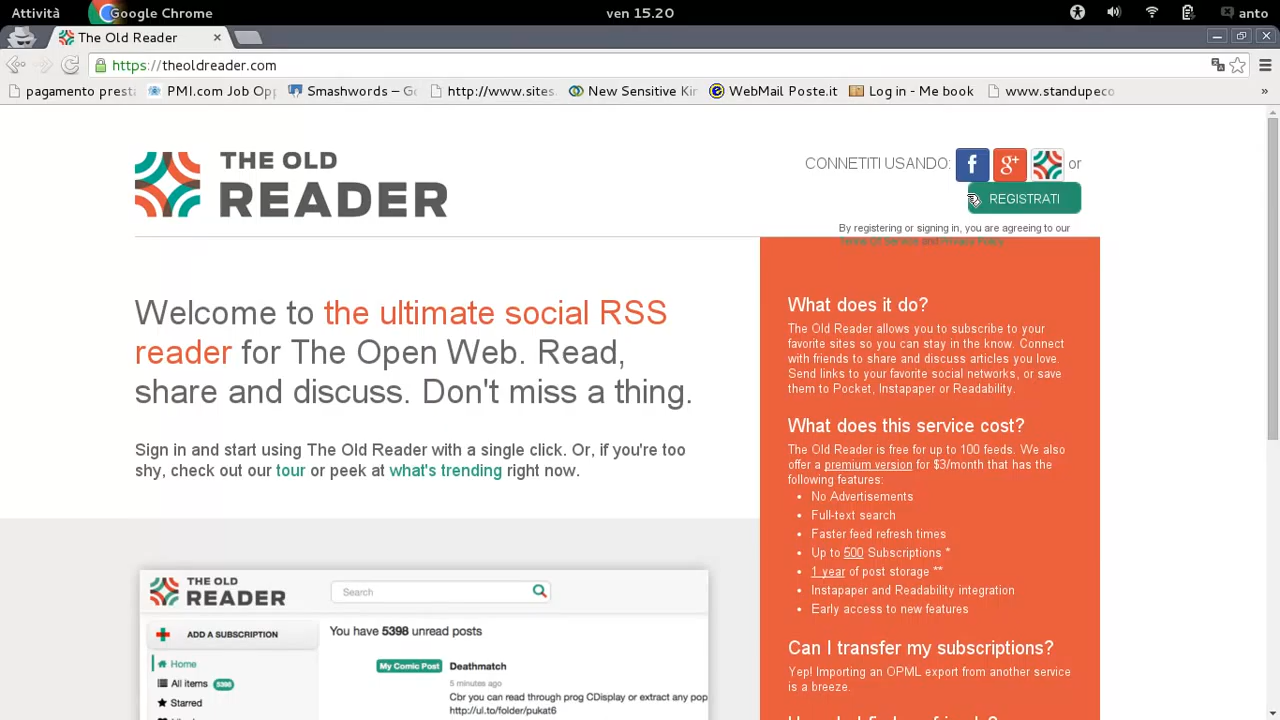 Attività Google Chrome ven 15.20 anto
The Old Reader
https://theoldreader.com
pagamento presta PMI.com Job Opp Smashwords – Ge http://www.sites. New Sensitive Kir WebMail Poste.it Log in - Me book www.standupeco »
THE OLD
READER
CONNETITI USANDO: f g+ or
REGISTRATI
By registering or signing in, you are agreeing to our
Terms Of Service and Privacy Policy
Welcome to the ultimate social RSS
reader for The Open Web. Read,
share and discuss. Don't miss a thing.
Sign in and start using The Old Reader with a single click. Or, if you're too
shy, check out our tour or peek at what's trending right now.
What does it do?
The Old Reader allows you to subscribe to your
favorite sites so you can stay in the know. Connect
with friends to share and discuss articles you love.
Send links to your favorite social networks, or save
them to Pocket, Instapaper or Readability.
What does this service cost?
The Old Reader is free for up to 100 feeds. We also
offer a premium version for $3/month that has the
following features:
• No Advertisements
• Full-text search
• Faster feed refresh times
• Up to 500 Subscriptions *
• 1 year of post storage **
• Instapaper and Readability integration
• Early access to new features
Can I transfer my subscriptions?
Yep! Importing an OPML export from another service
is a breeze.
THE OLD
READER
Search
ADD A SUBSCRIPTION
Home
All items 5398
Starred
You have 5398 unread posts
My Comic Post Deathmatch
5 minutes ago
Cbr you can read through prog CDisplay or extract any pop
http://ul.to/folder/pukat6